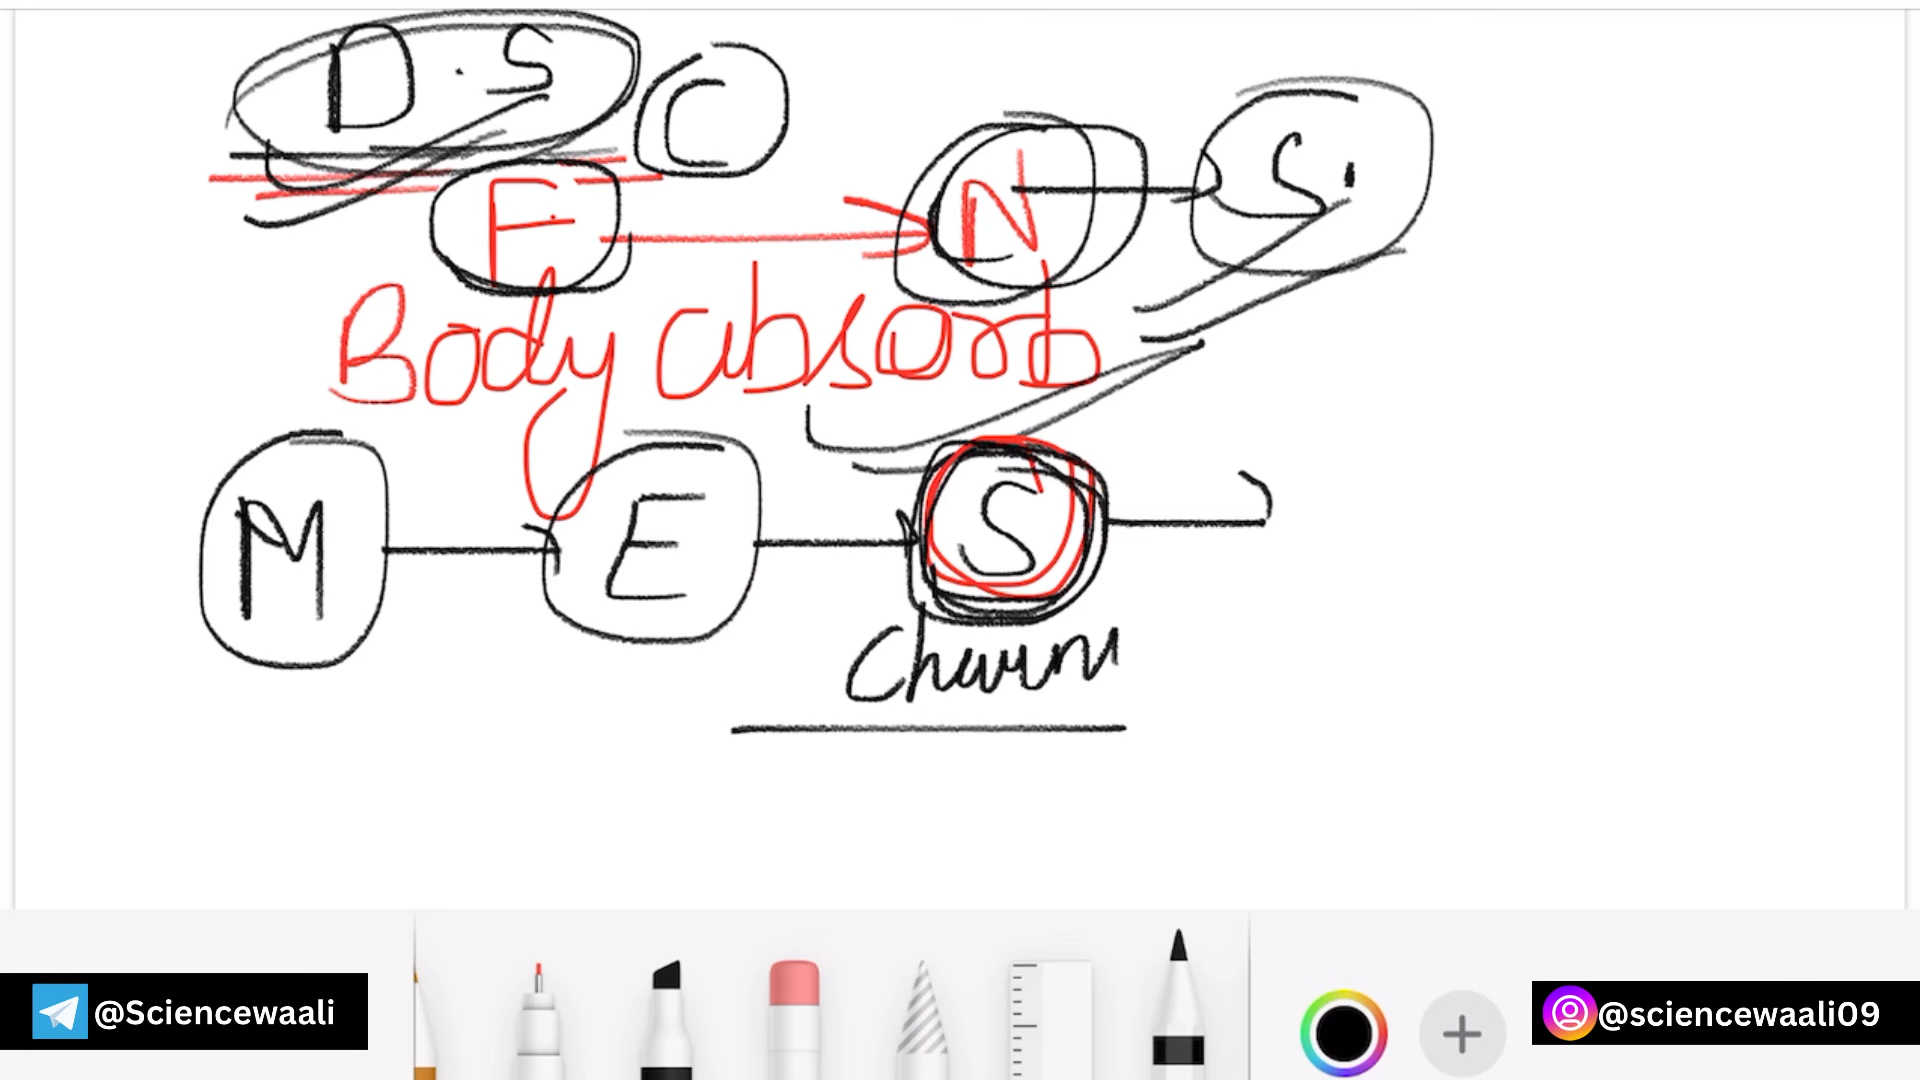 D.S C
F N S.
Body absorb
M E S
Churn
@Sciencewaali
@sciencewaali09